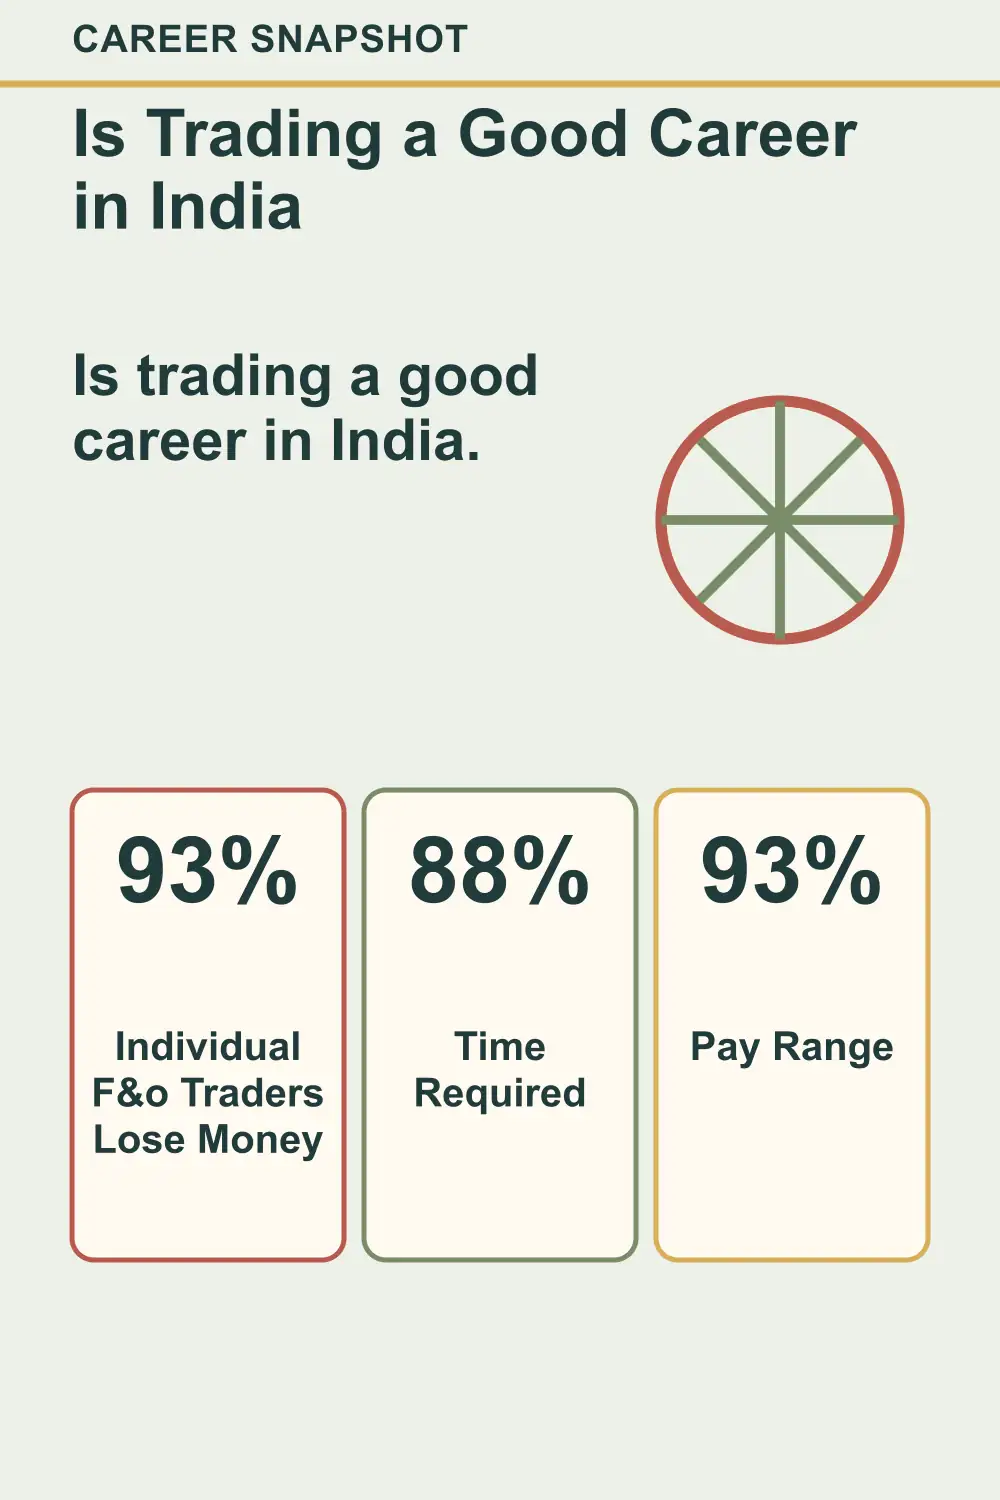 CAREER SNAPSHOT
Is Trading a Good Career
in India
Is trading a good
career in India.
93%
Individual
F&o Traders
Lose Money
88%
Time
Required
93%
Pay Range